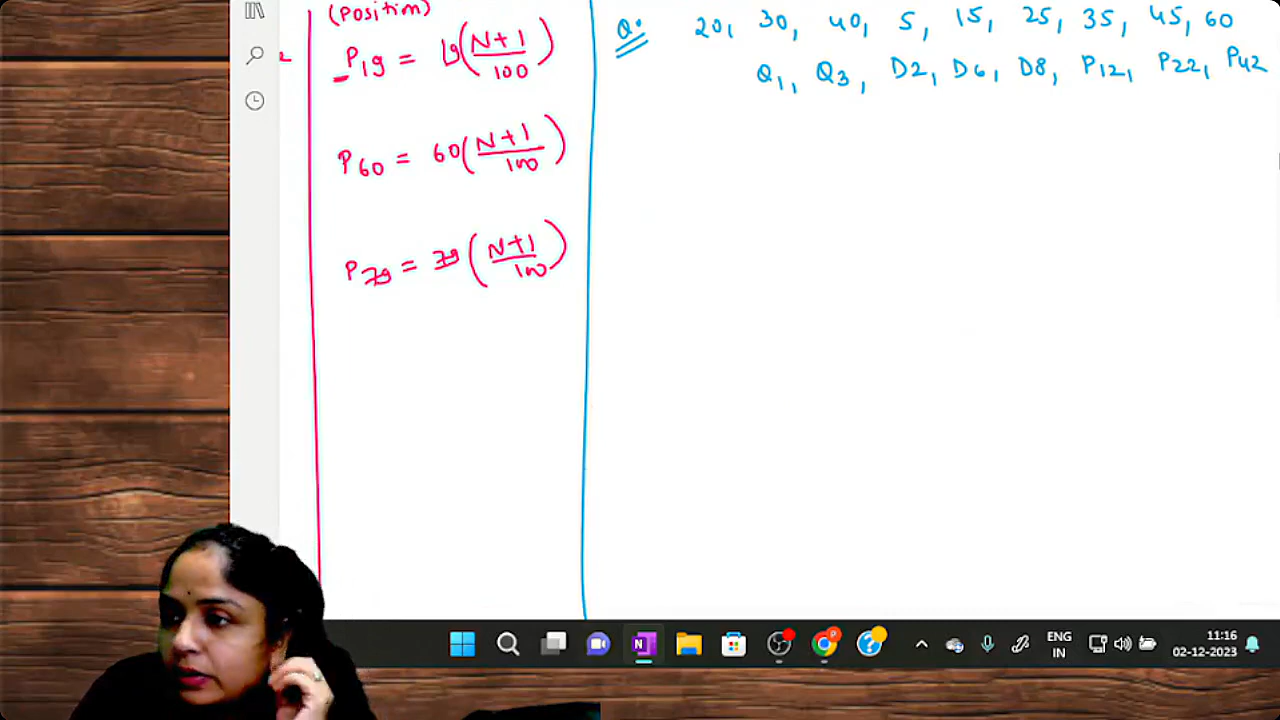 (Position)
P19 = 19(N+1/100)
P60 = 60(N+1/100)
P79 = 79(N+1/100)
Q: 20, 30, 40, 5, 15, 25, 35, 45, 60
Q1, Q3, D2, D6, D8, P12, P22, P42
ENG
IN
11:16
02-12-2023